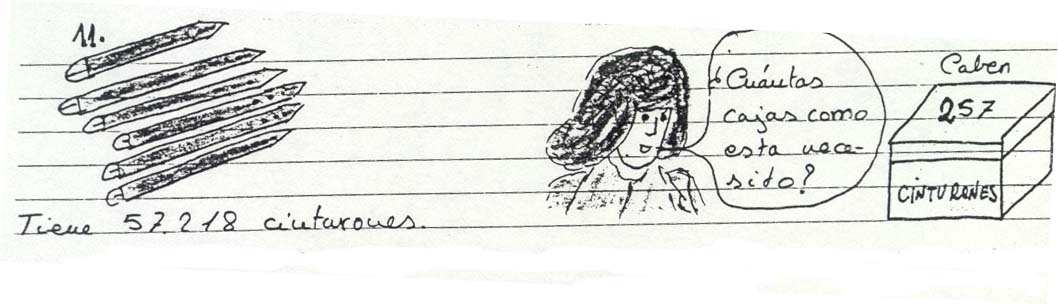 11.
¿Cuántas
cajas como
esta nece-
sito?
Caben
257
CINTURONES
Tiene 57.218 cinturones.